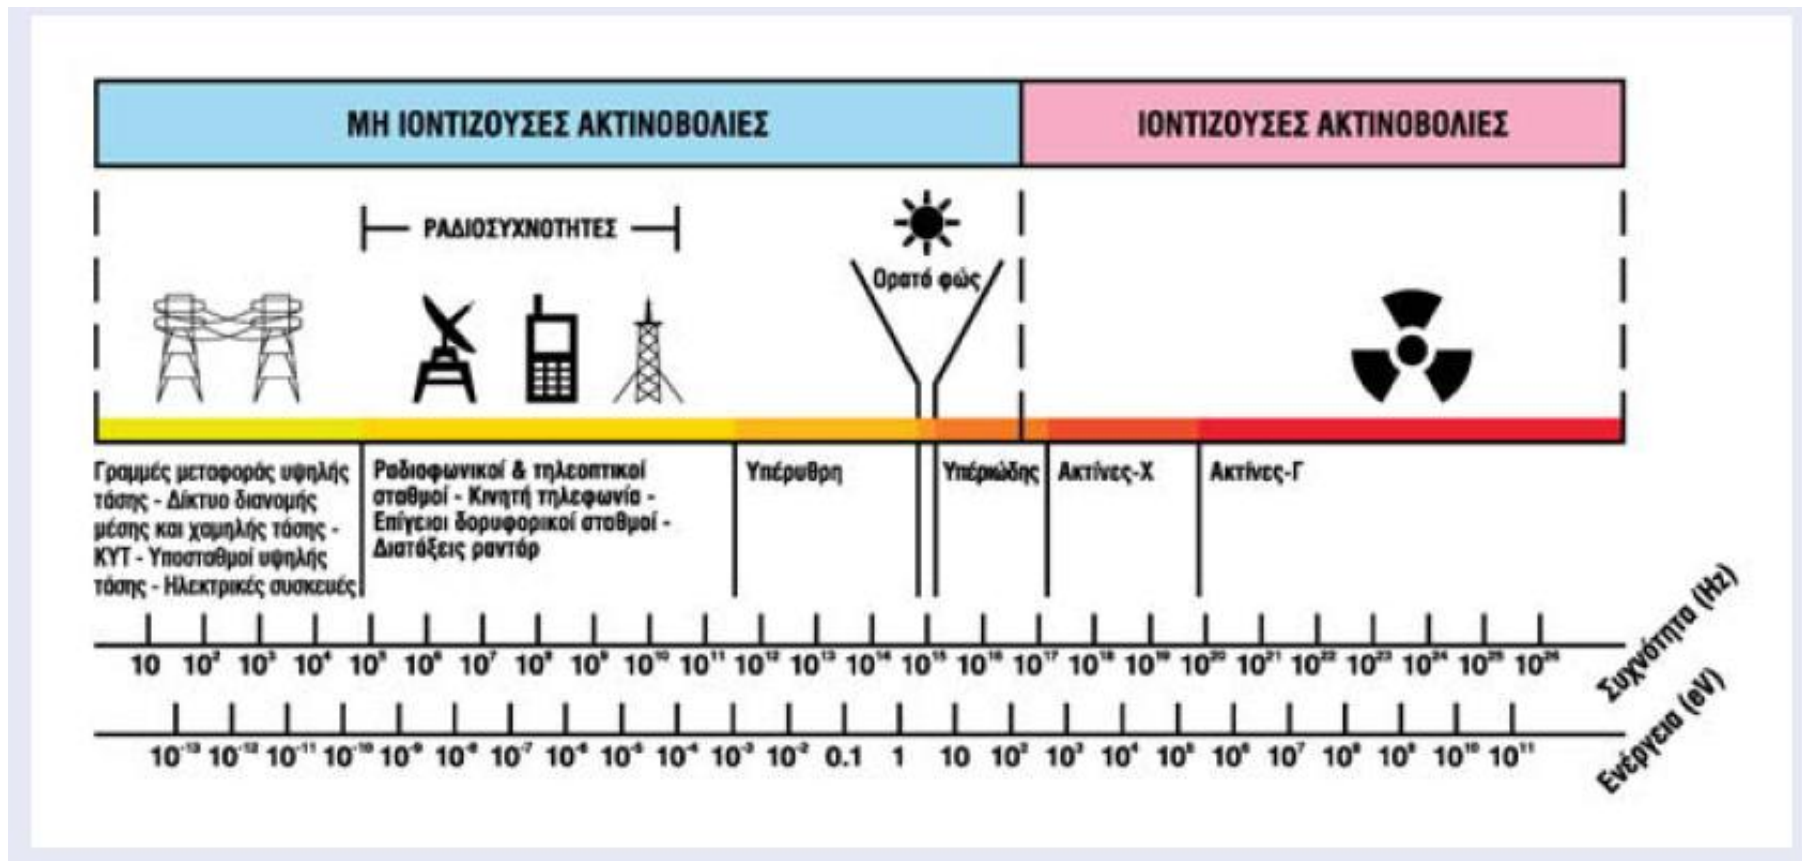 ΜΗ ΙΟΝΤΙΖΟΥΣΕΣ ΑΚΤΙΝΟΒΟΛΙΕΣ
ΙΟΝΤΙΖΟΥΣΕΣ ΑΚΤΙΝΟΒΟΛΙΕΣ
ΡΑΔΙΟΣΥΧΝΟΤΗΤΕΣ
Ορατό φώς
Γραμμές μεταφοράς υψηλής
τάσης - Δίκτυο διανομής
μέσης και χαμηλής τάσης -
ΚΥΤ - Υποσταθμοί υψηλής
τάσης - Ηλεκτρικές συσκευές
Ραδιοφωνικοί & τηλεοπτικοί
σταθμοί - Κινητή τηλεφωνία -
Επίγειοι δορυφορικοί σταθμοί -
Διατάξεις ραντάρ
Υπέρυθρη
Υπέριώδης
Ακτίνες-Χ
Ακτίνες-Γ
10 10² 10³ 10⁴ 10⁵ 10⁶ 10⁷ 10⁸ 10⁹ 10¹⁰ 10¹¹ 10¹² 10¹³ 10¹⁴ 10¹⁵ 10¹⁶ 10¹⁷ 10¹⁸ 10¹⁹ 10²⁰ 10²¹ 10²² 10²³ 10²⁴ 10²⁵ 10²⁶
Συχνότητα (Hz)
10⁻¹³ 10⁻¹² 10⁻¹¹ 10⁻¹⁰ 10⁻⁹ 10⁻⁸ 10⁻⁷ 10⁻⁶ 10⁻⁵ 10⁻⁴ 10⁻³ 10⁻² 0.1 1 10 10² 10³ 10⁴ 10⁵ 10⁶ 10⁷ 10⁸ 10⁹ 10¹⁰ 10¹¹
Ενέργεια (eV)